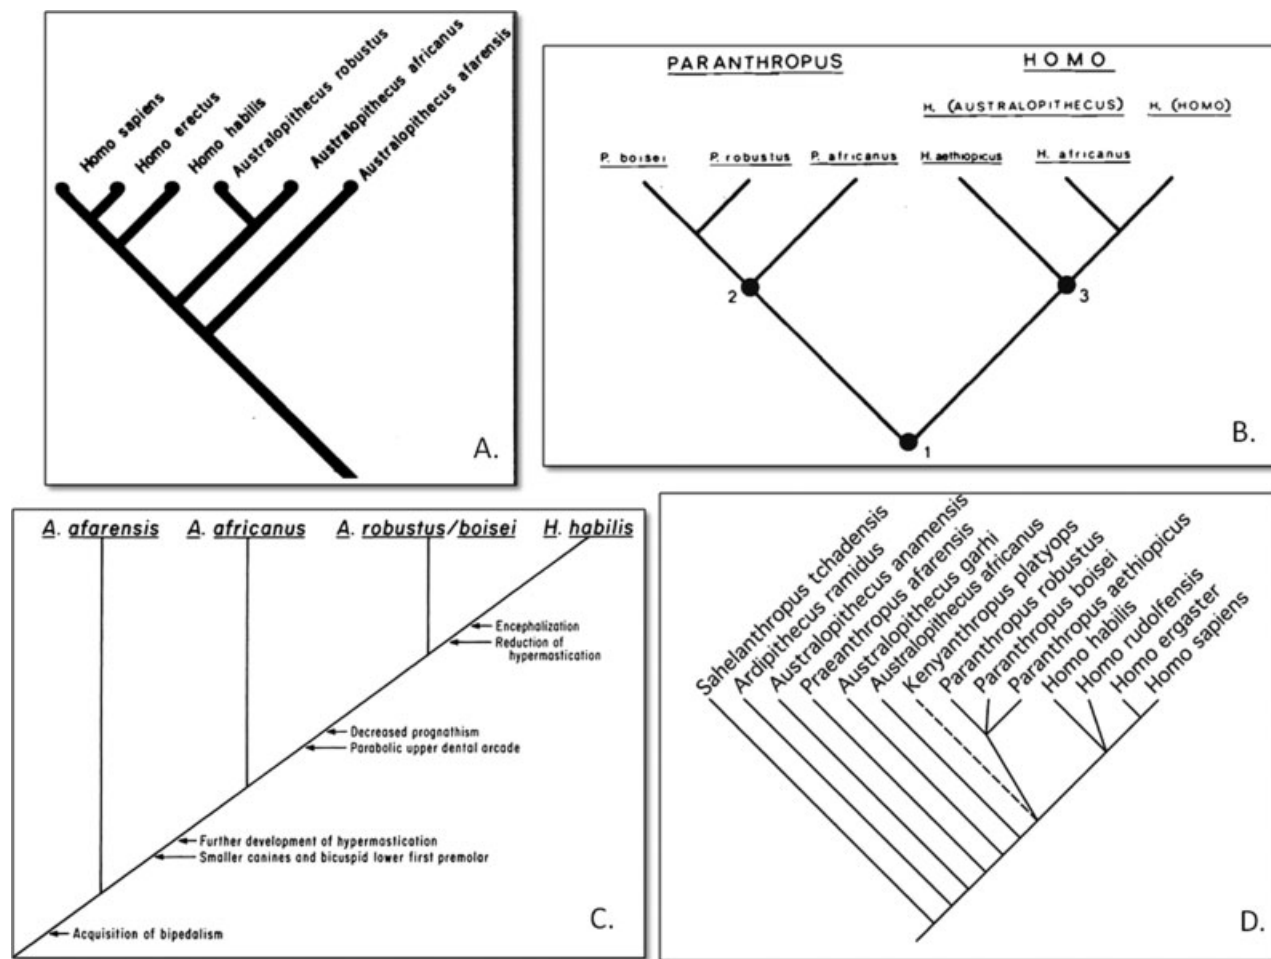 Homo sapiens
Homo erectus
Homo habilis
Australopithecus robustus
Australopithecus africanus
Australopithecus afarensis
A.
PARANTHROPUS
HOMO
H. (AUSTRALOPITHECUS)
H. (HOMO)
P. boisei
P. robustus
P. africanus
H. aethiopicus
H. africanus
2
3
1
B.
A. afarensis
A. africanus
A. robustus/boisei
H. habilis
Encephalization
Reduction of
hypermastication
Decreased prognathism
Parabolic upper dental arcade
Further development of hypermastication
Smaller canines and bicuspid lower first premolar
Acquisition of bipedalism
C.
Sahelanthropus tchadensis
Ardipithecus ramidus
Australopithecus anamensis
Praeanthropus afarensis
Australopithecus garhi
Australopithecus africanus
Kenyanthropus platyops
Paranthropus robustus
Paranthropus boisei
Paranthropus aethiopicus
Homo habilis
Homo rudolfensis
Homo ergaster
Homo sapiens
D.